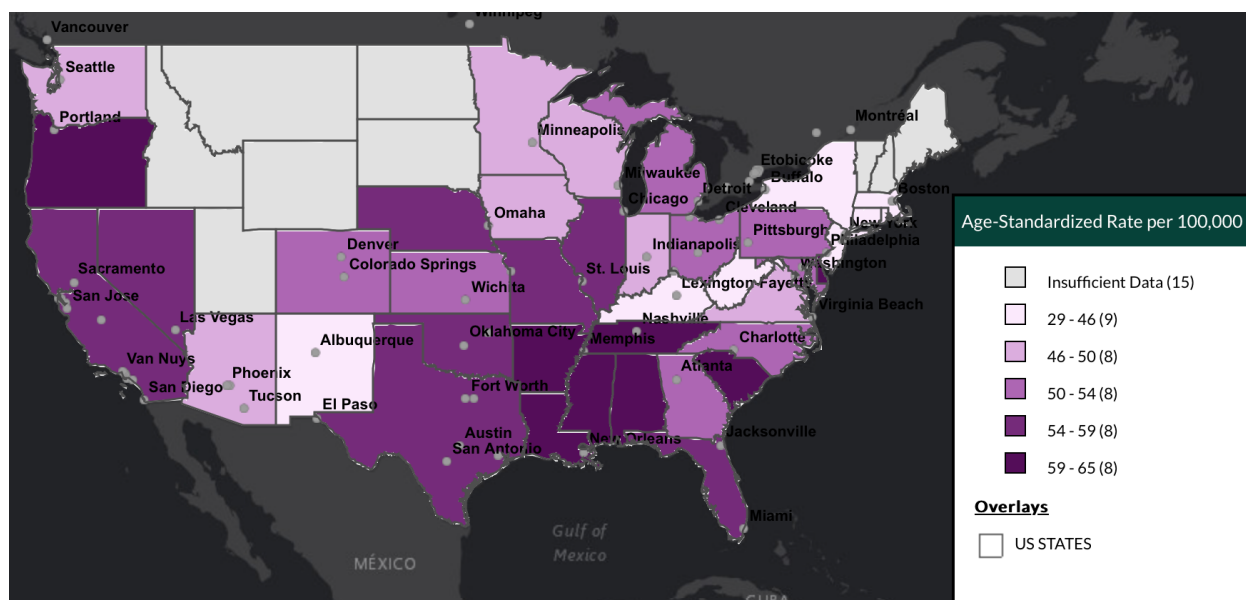 Winnipeg
Vancouver
Seattle
Portland
Montréal
Minneapolis
Etobicoke
Buffalo
Milwaukee
Detroit
Boston
Chicago
Cleveland
Omaha
New York
Pittsburgh
Philadelphia
Denver
Indianapolis
Washington
Colorado Springs
Sacramento
St. Louis
Lexington-Fayette
Wichita
San Jose
Virginia Beach
Las Vegas
Nashville
Oklahoma City
Albuquerque
Memphis
Charlotte
Van Nuys
Phoenix
Atlanta
San Diego
Fort Worth
Tucson
El Paso
Austin
New Orleans
Jacksonville
San Antonio
Miami
Gulf of
Mexico
MÉXICO
CUBA
Age-Standardized Rate per 100,000
Insufficient Data (15)
29 - 46 (9)
46 - 50 (8)
50 - 54 (8)
54 - 59 (8)
59 - 65 (8)
Overlays
US STATES